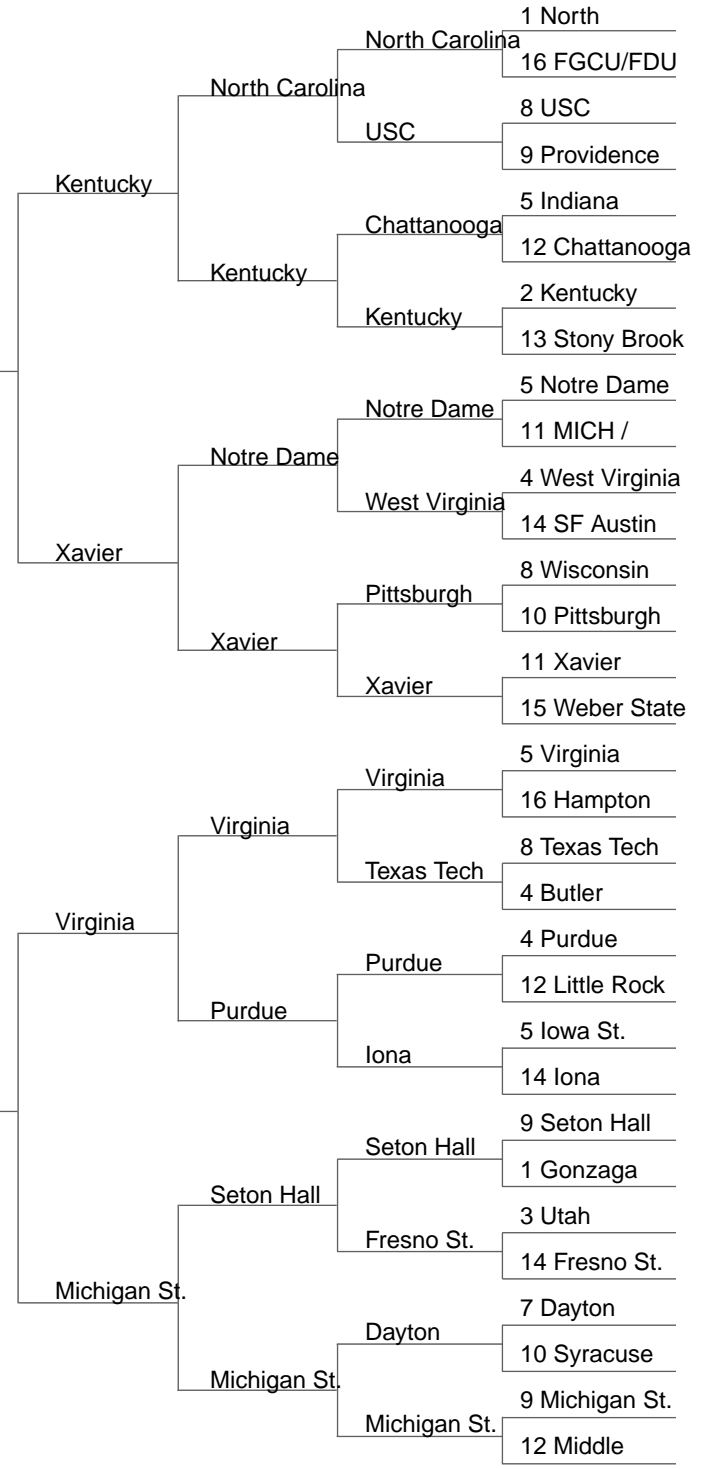 1 North
North Carolina
16 FGCU/FDU
North Carolina
8 USC
USC
9 Providence
Kentucky
5 Indiana
Chattanooga
12 Chattanooga
Kentucky
2 Kentucky
Kentucky
13 Stony Brook
5 Notre Dame
Notre Dame
11 MICH /
Notre Dame
4 West Virginia
West Virginia
14 SF Austin
Xavier
8 Wisconsin
Pittsburgh
10 Pittsburgh
Xavier
11 Xavier
Xavier
15 Weber State
5 Virginia
Virginia
16 Hampton
Virginia
8 Texas Tech
Texas Tech
4 Butler
Virginia
4 Purdue
Purdue
12 Little Rock
Purdue
5 Iowa St.
Iona
14 Iona
9 Seton Hall
Seton Hall
1 Gonzaga
Seton Hall
3 Utah
Fresno St.
14 Fresno St.
Michigan St.
7 Dayton
Dayton
10 Syracuse
Michigan St.
9 Michigan St.
Michigan St.
12 Middle